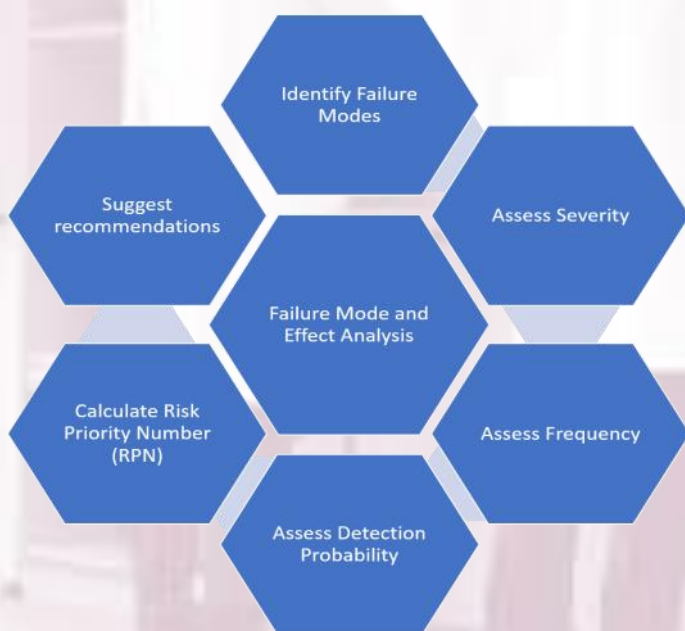 Identify Failure
Modes
Assess Severity
Assess Frequency
Assess Detection
Probability
Calculate Risk
Priority Number
(RPN)
Suggest
recommendations
Failure Mode and
Effect Analysis